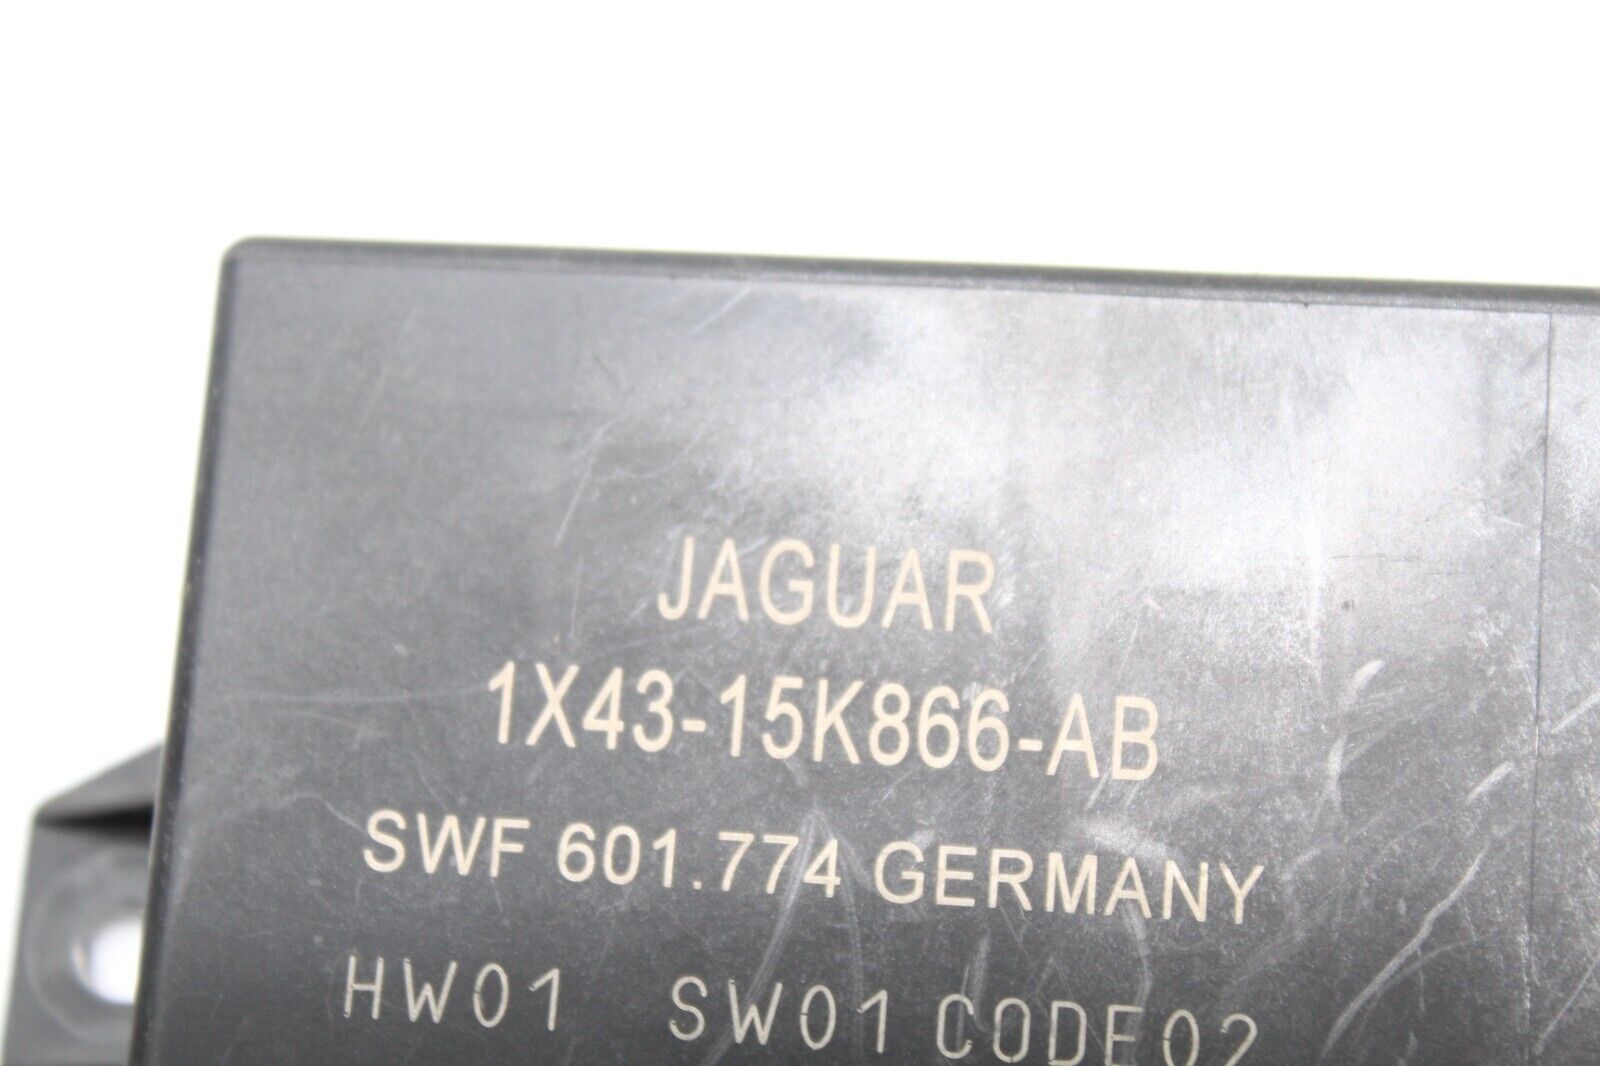 JAGUAR
1X43-15K866-AB
SWF 601.774 GERMANY
HW01 SW01 CODE02